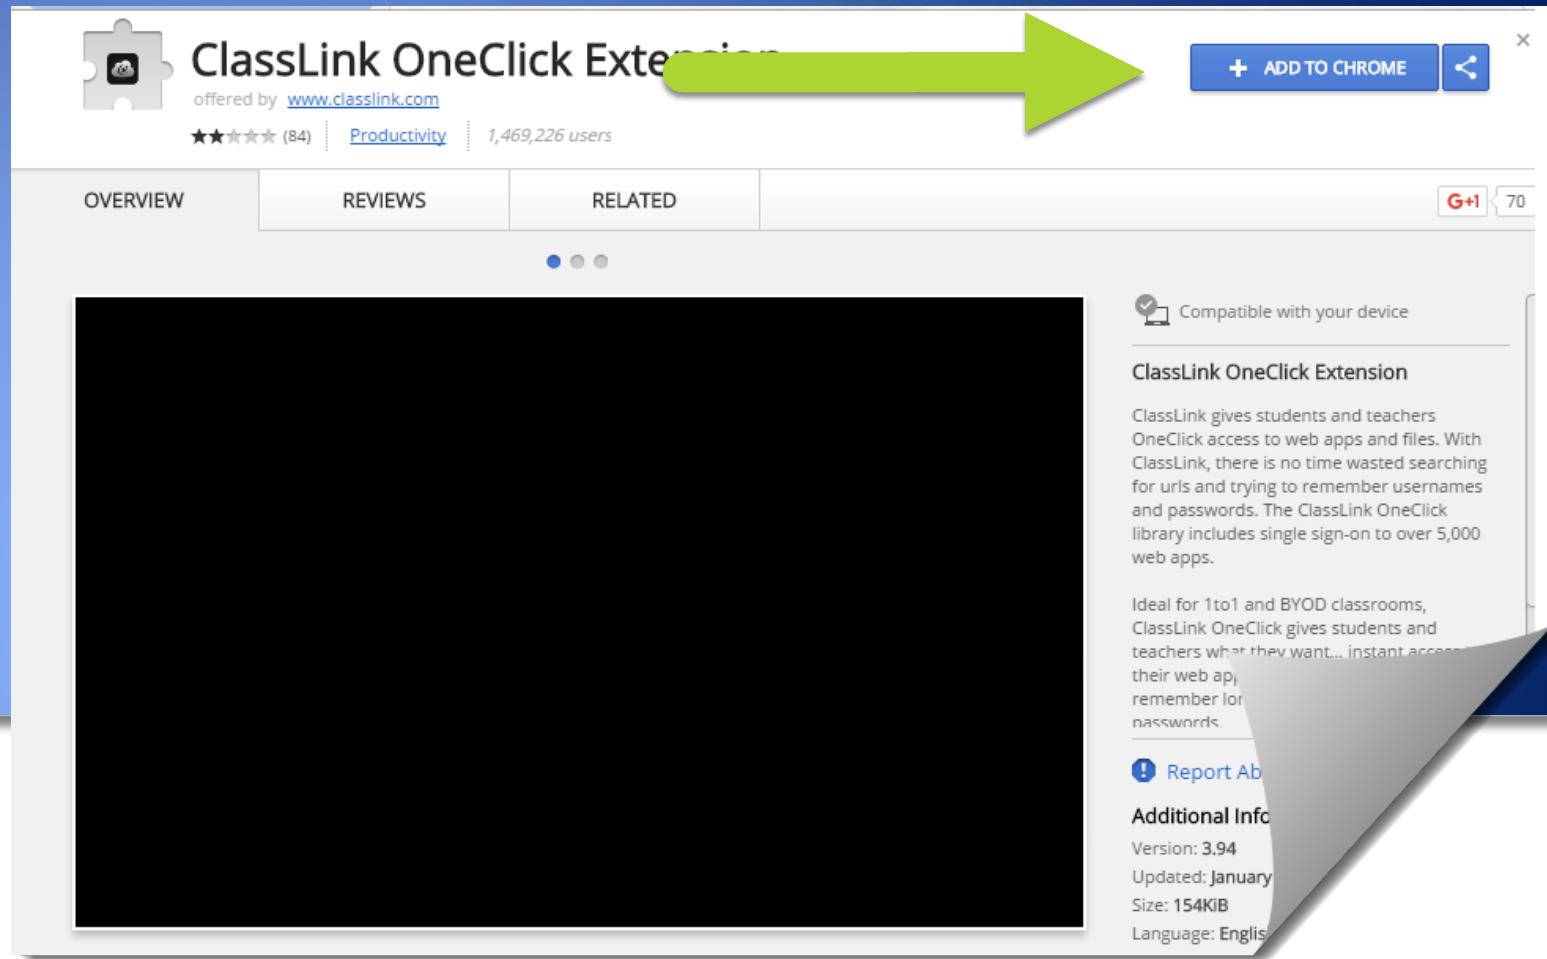 ClassLink OneClick
offered by www.classlink.com
(84) Productivity 1,469,226 users
+ ADD TO CHROME
OVERVIEW REVIEWS RELATED
G+1 70
Compatible with your device
ClassLink OneClick Extension
ClassLink gives students and teachers
OneClick access to web apps and files. With
ClassLink, there is no time wasted searching
for urls and trying to remember usernames
and passwords. The ClassLink OneClick
library includes single sign-on to over 5,000
web apps.
Ideal for 1to1 and BYOD classrooms,
ClassLink OneClick gives students and
teachers what they want... instant
their web
remember
passwords.
Report
Additional
Version: 3.94
Updated: January
Size: 154KiB
Language: